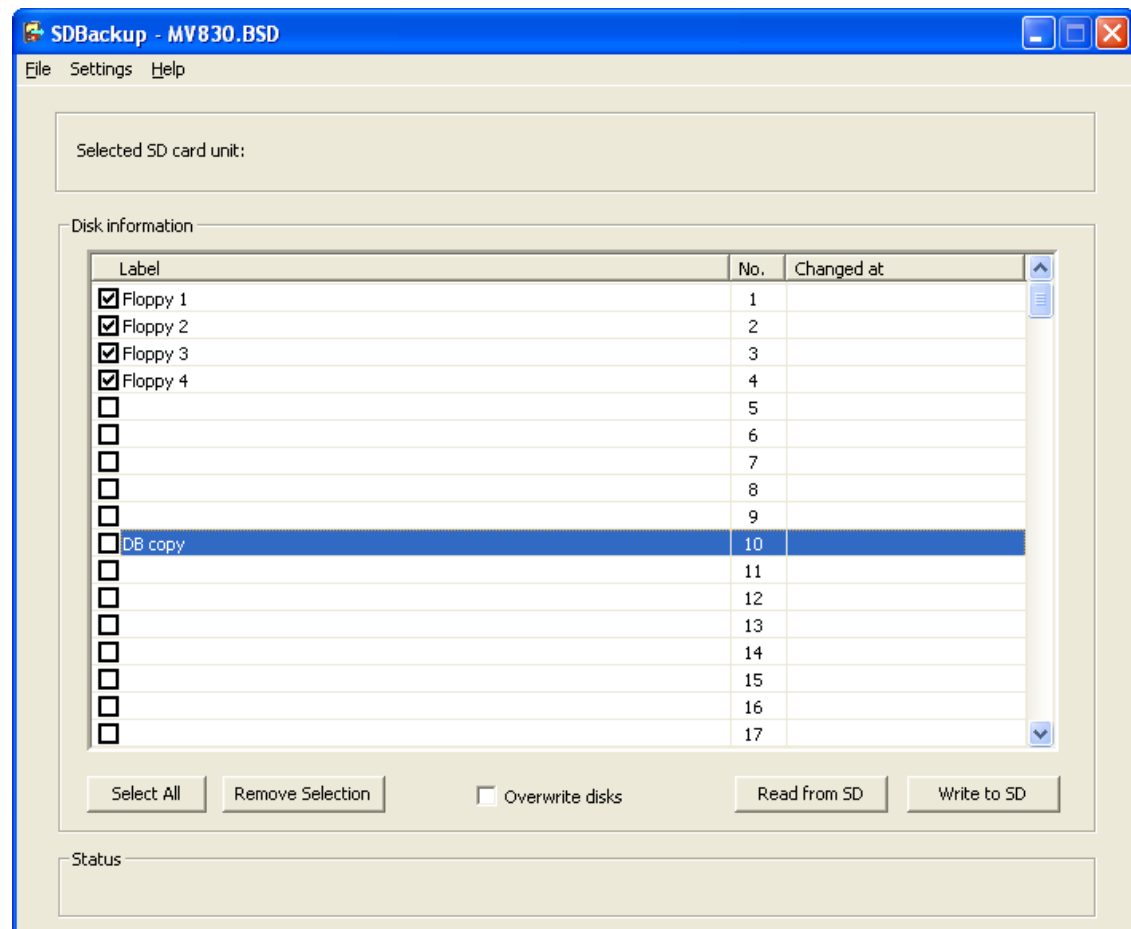 SDBackup - MV830.BSD
File Settings Help
Selected SD card unit:
Disk information
Label No. Changed at
Floppy 1 1
Floppy 2 2
Floppy 3 3
Floppy 4 4
5
6
7
8
9
DB copy 10
11
12
13
14
15
16
17
Select All Remove Selection Overwrite disks Read from SD Write to SD
Status